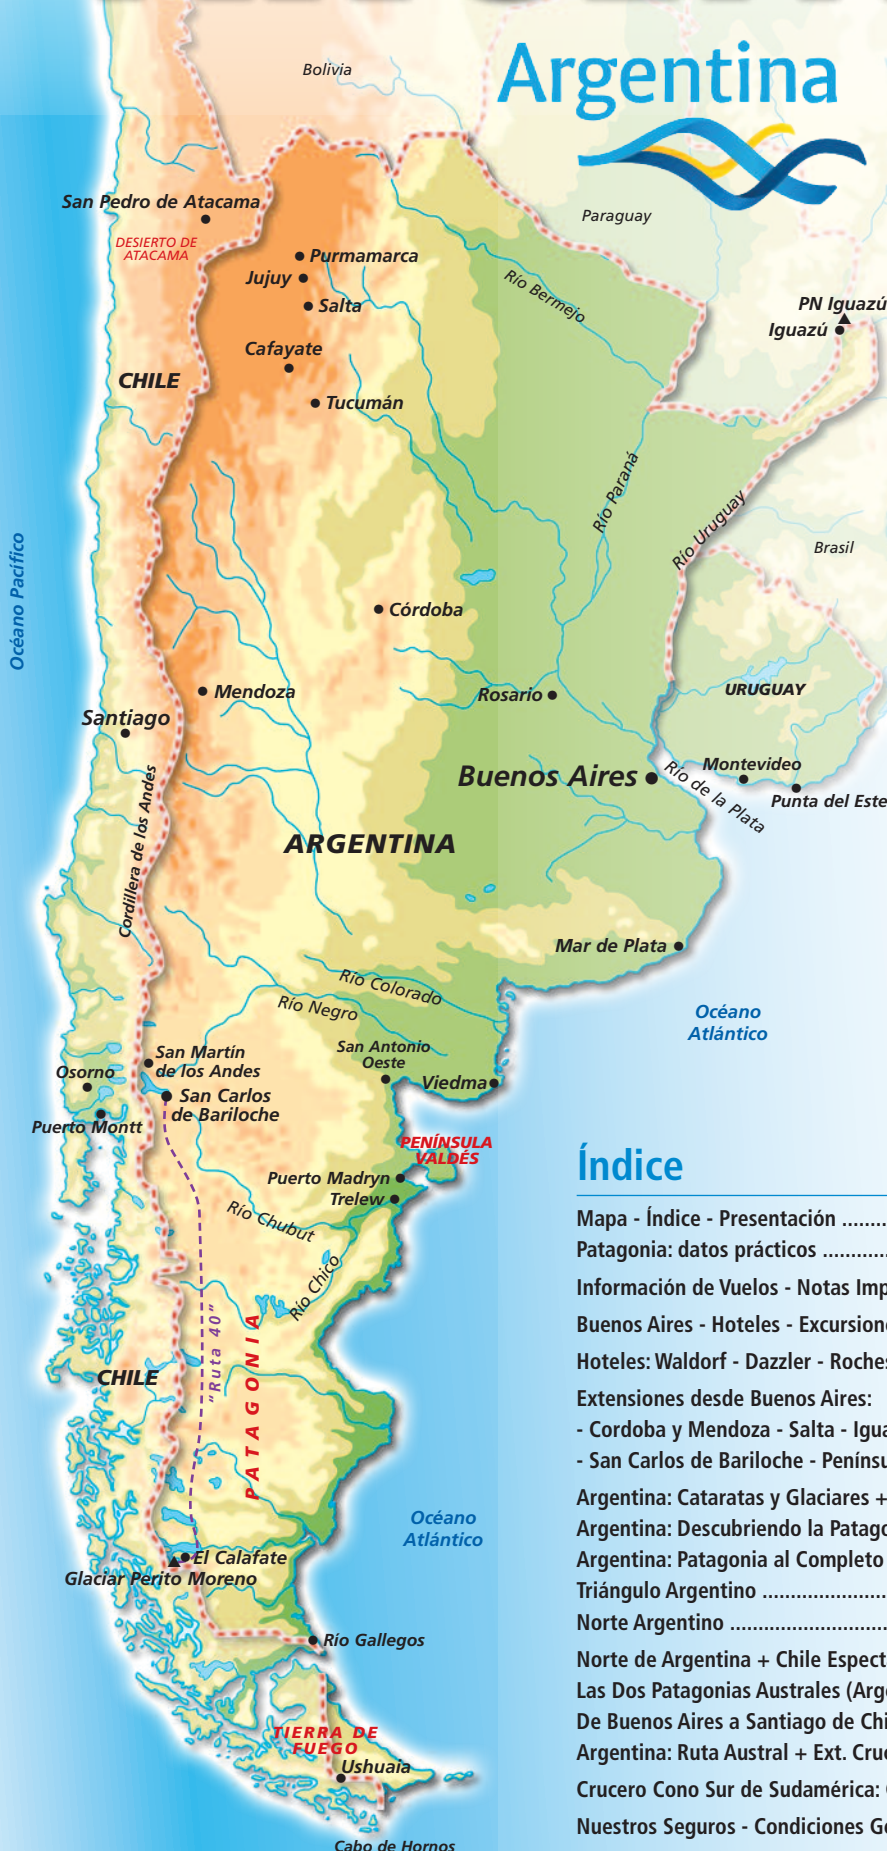 Argentina
Bolivia
San Pedro de Atacama
DESIERTO DE
ATACAMA
Paraguay
Purmamarca
Jujuy
Río Bermejo
Salta
PN Iguazú
Iguazú
Cafayate
CHILE
Tucumán
Río Paraná
Río Uruguay
Brasil
Océano Pacífico
Córdoba
Mendoza
Rosario
URUGUAY
Santiago
Buenos Aires
Montevideo
Río de la Plata
Punta del Este
Cordillera de los Andes
ARGENTINA
Mar de Plata
Río Colorado
Río Negro
Océano
Atlántico
San Martín
de los Andes
San Antonio
Oeste
Osorno
Viedma
San Carlos
de Bariloche
Puerto Montt
PENÍNSULA
VALDÉS
Puerto Madryn
Trelew
Río Chubut
Río Chico
"Ruta 40"
PATAGONIA
CHILE
Océano
Atlántico
El Calafate
Glaciar Perito Moreno
Río Gallegos
TIERRA DE
FUEGO
Ushuaia
Cabo de Hornos
Índice
Mapa - Índice - Presentación ........
Patagonia: datos prácticos ............
Información de Vuelos - Notas Imp
Buenos Aires - Hoteles - Excursione
Hoteles: Waldorf - Dazzler - Roches
Extensiones desde Buenos Aires:
- Cordoba y Mendoza - Salta - Igua
- San Carlos de Bariloche - Penínsu
Argentina: Cataratas y Glaciares +
Argentina: Descubriendo la Patago
Argentina: Patagonia al Completo
Triángulo Argentino ......................
Norte Argentino ............................
Norte de Argentina + Chile Espect
Las Dos Patagonias Australes (Arge
De Buenos Aires a Santiago de Chi
Argentina: Ruta Austral + Ext. Cruc
Crucero Cono Sur de Sudamérica:
Nuestros Seguros - Condiciones Ge